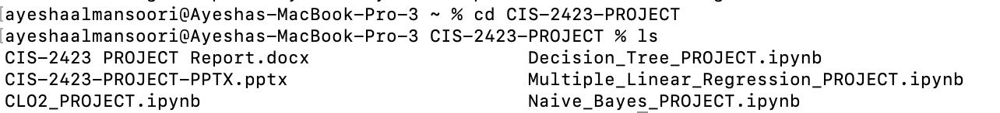 [ayeshaalmansoori@Ayeshas-MacBook-Pro-3 ~ % cd CIS-2423-PROJECT
[ayeshaalmansoori@Ayeshas-MacBook-Pro-3 CIS-2423-PROJECT % ls
CIS-2423 PROJECT Report.docx Decision_Tree_PROJECT.ipynb
CIS-2423-PROJECT-PPTX.pptx Multiple_Linear_Regression_PROJECT.ipynb
CLO2_PROJECT.ipynb Naive_Bayes_PROJECT.ipynb